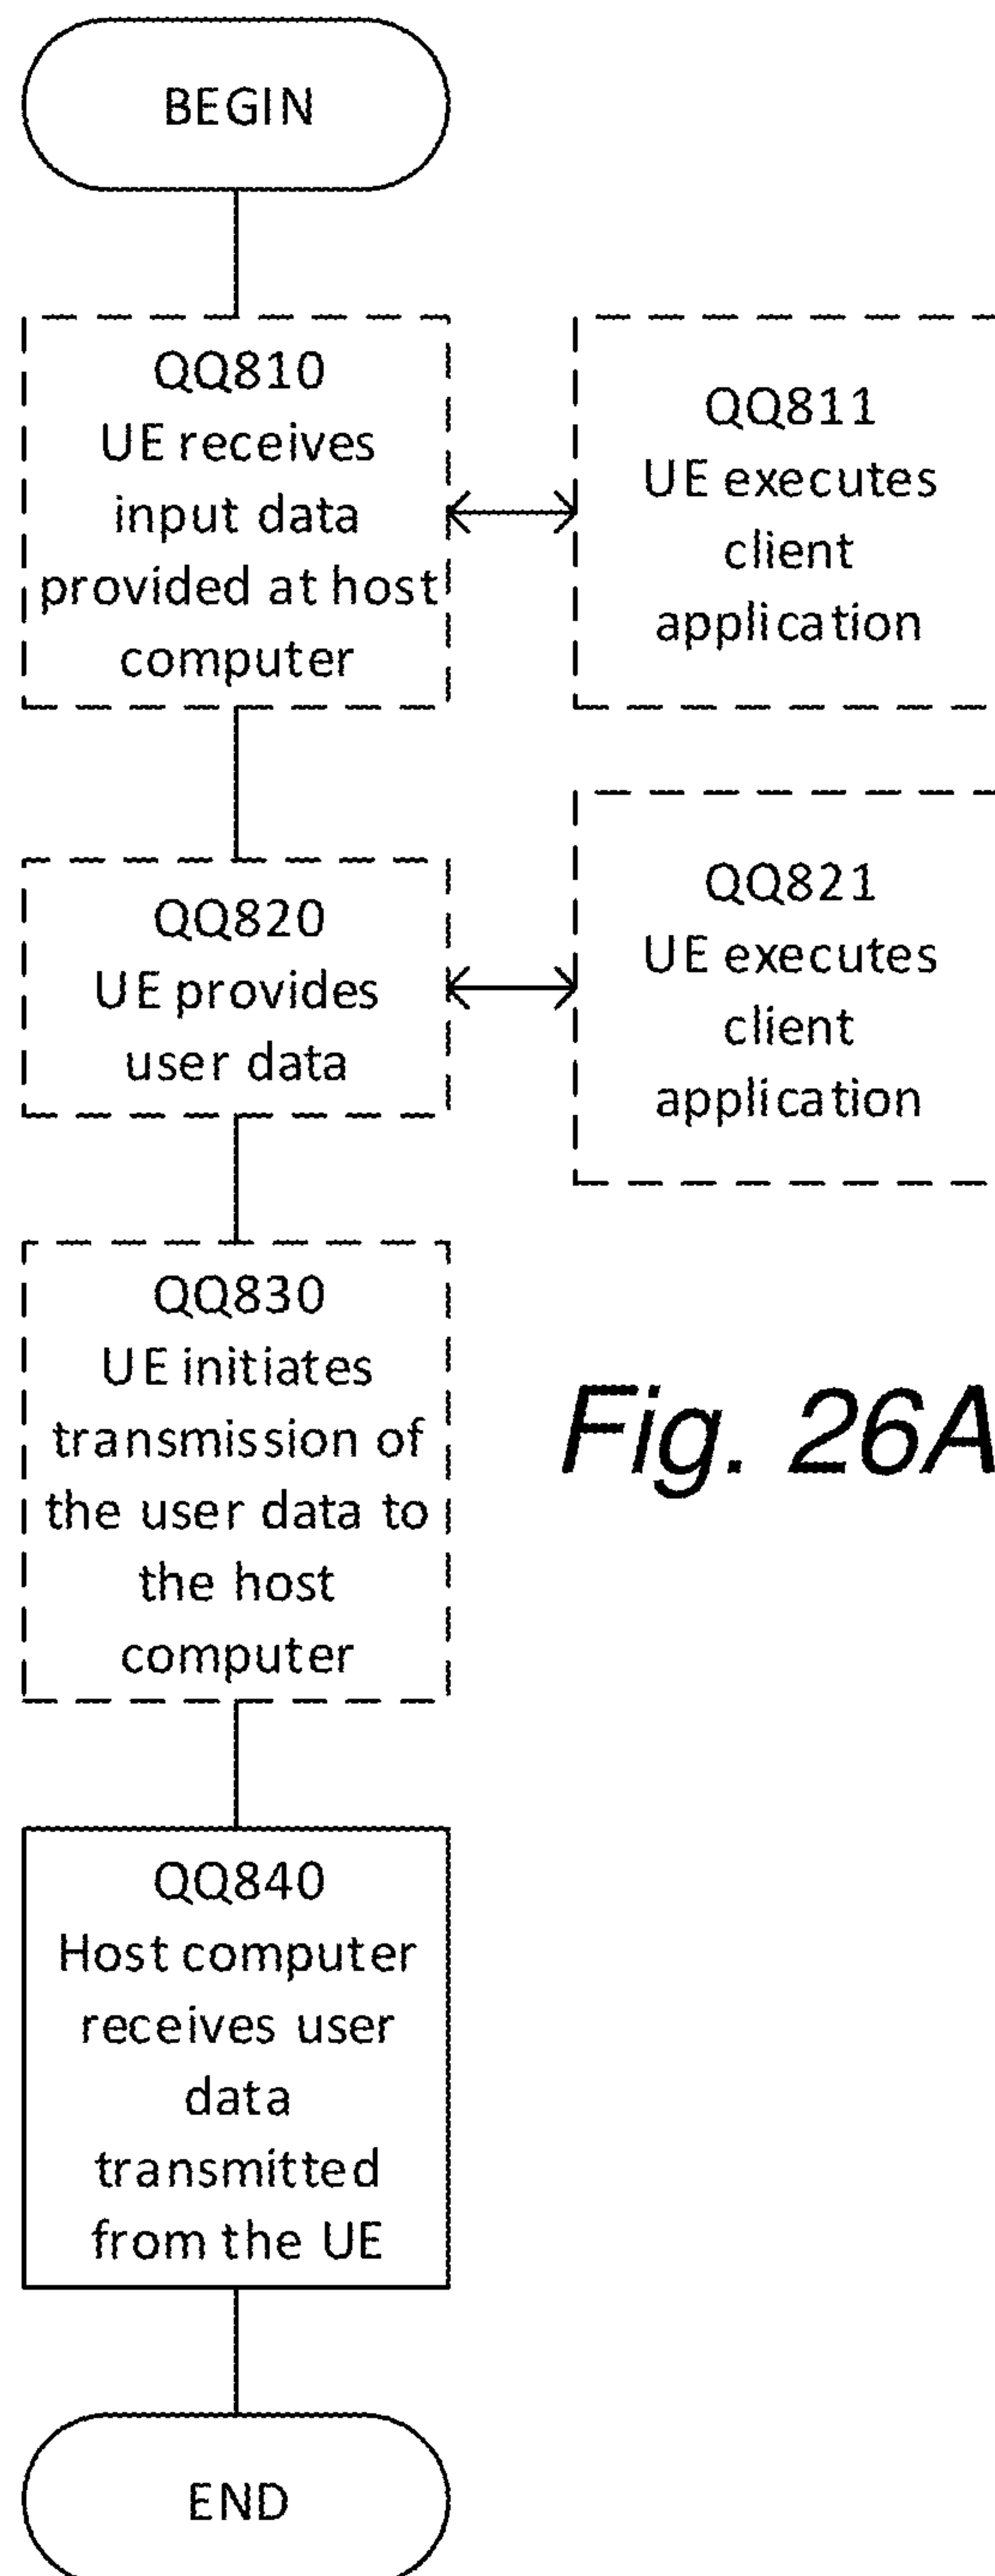 BEGIN
QQ810
UE receives
input data
provided at host
computer
QQ811
UE executes
client
application
QQ820
UE provides
user data
QQ821
UE executes
client
application
QQ830
UE initiates
transmission of
the user data to
the host
computer
Fig. 26A
QQ840
Host computer
receives user
data
transmitted
from the UE
END